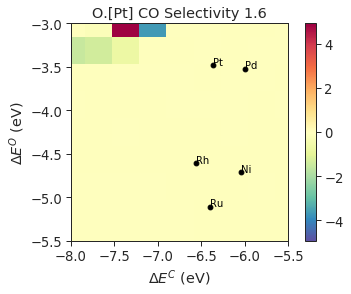 O.[Pt] CO Selectivity 1.6
−3.0
−3.5
−4.0
−4.5
−5.0
−5.5
ΔE^O (eV)
Pt
Pd
Rh
Ni
Ru
−8.0 −7.5 −7.0 −6.5 −6.0 −5.5
ΔE^C (eV)
4
2
0
−2
−4